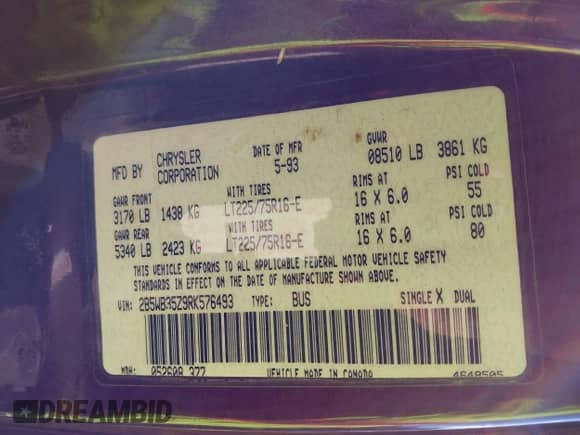 MFD BY CHRYSLER CORPORATION DATE OF MFR 5-93 GVWR 08510 LB 3861 KG
GAWR FRONT WITH TIRES RIMS AT PSI COLD
3170 LB 1438 KG LT225/75R16-E 16 X 6.0 55
GAWR REAR WITH TIRES RIMS AT PSI COLD
5340 LB 2423 KG LT225/75R16-E 16 X 6.0 80
THIS VEHICLE CONFORMS TO ALL APPLICABLE FEDERAL MOTOR VEHICLE SAFETY
STANDARDS IN EFFECT ON THE DATE OF MANUFACTURE SHOWN ABOVE.
VIN: 2B5WB35Z9RK576493 TYPE: BUS SINGLE X DUAL
MDH: 052608 377 VEHICLE MADE IN CANADA 4648505
DREAMBID